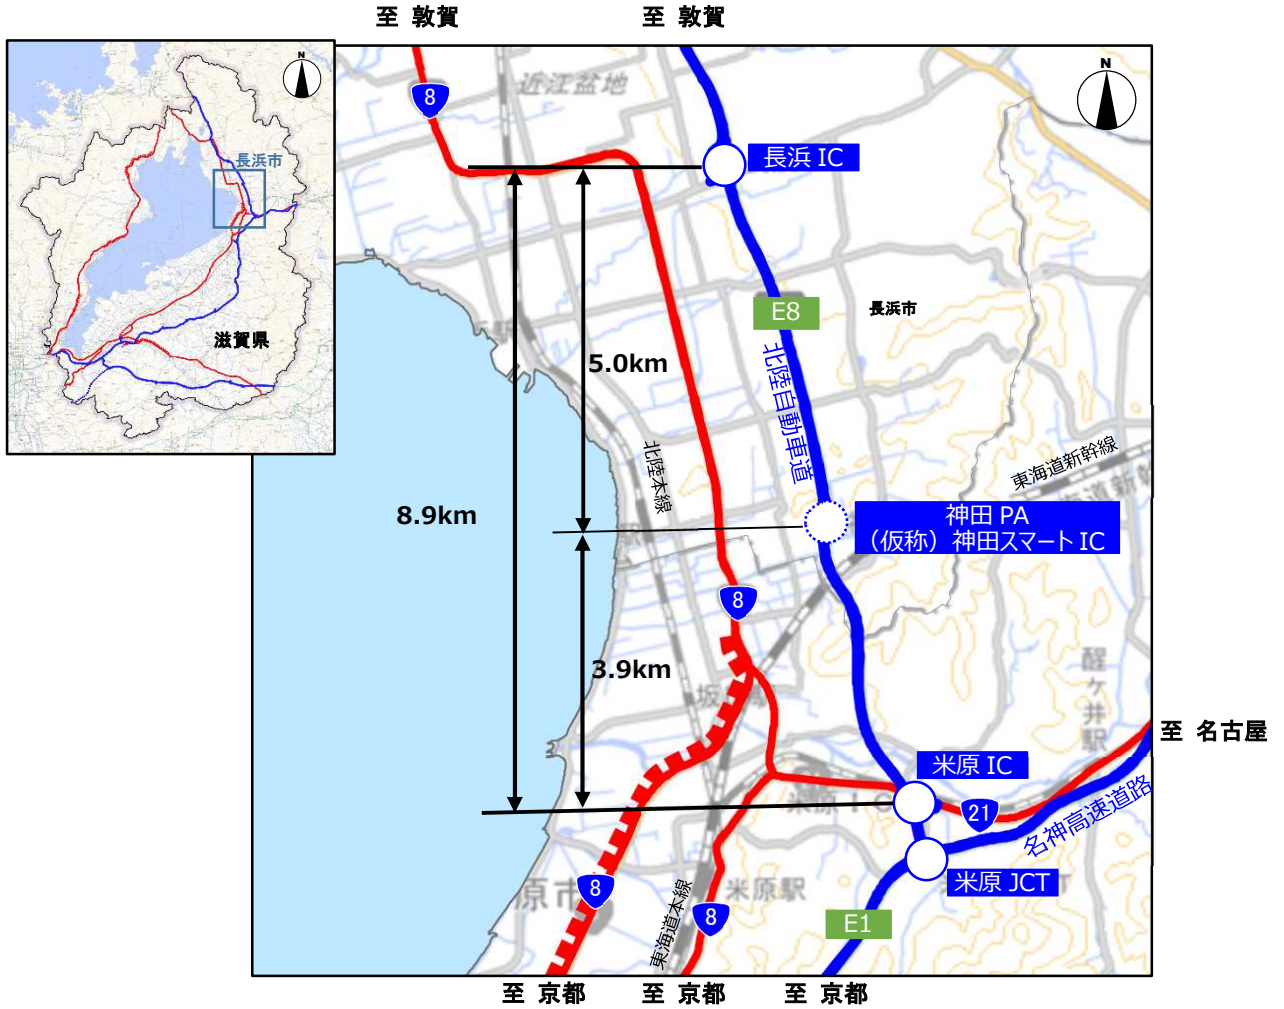 至 敦賀
至 敦賀
N
長浜市
滋賀県
N
8
近江盆地
長浜 IC
E8
長浜市
北陸自動車道
5.0km
8.9km
北陸本線
東海道新幹線
神田 PA
（仮称）神田スマート IC
8
3.9km
醒ヶ井駅
至 名古屋
米原 IC
21
名神高速道路
米原 JCT
8
原市
東海道本線
米原駅
8
E1
至 京都
至 京都
至 京都